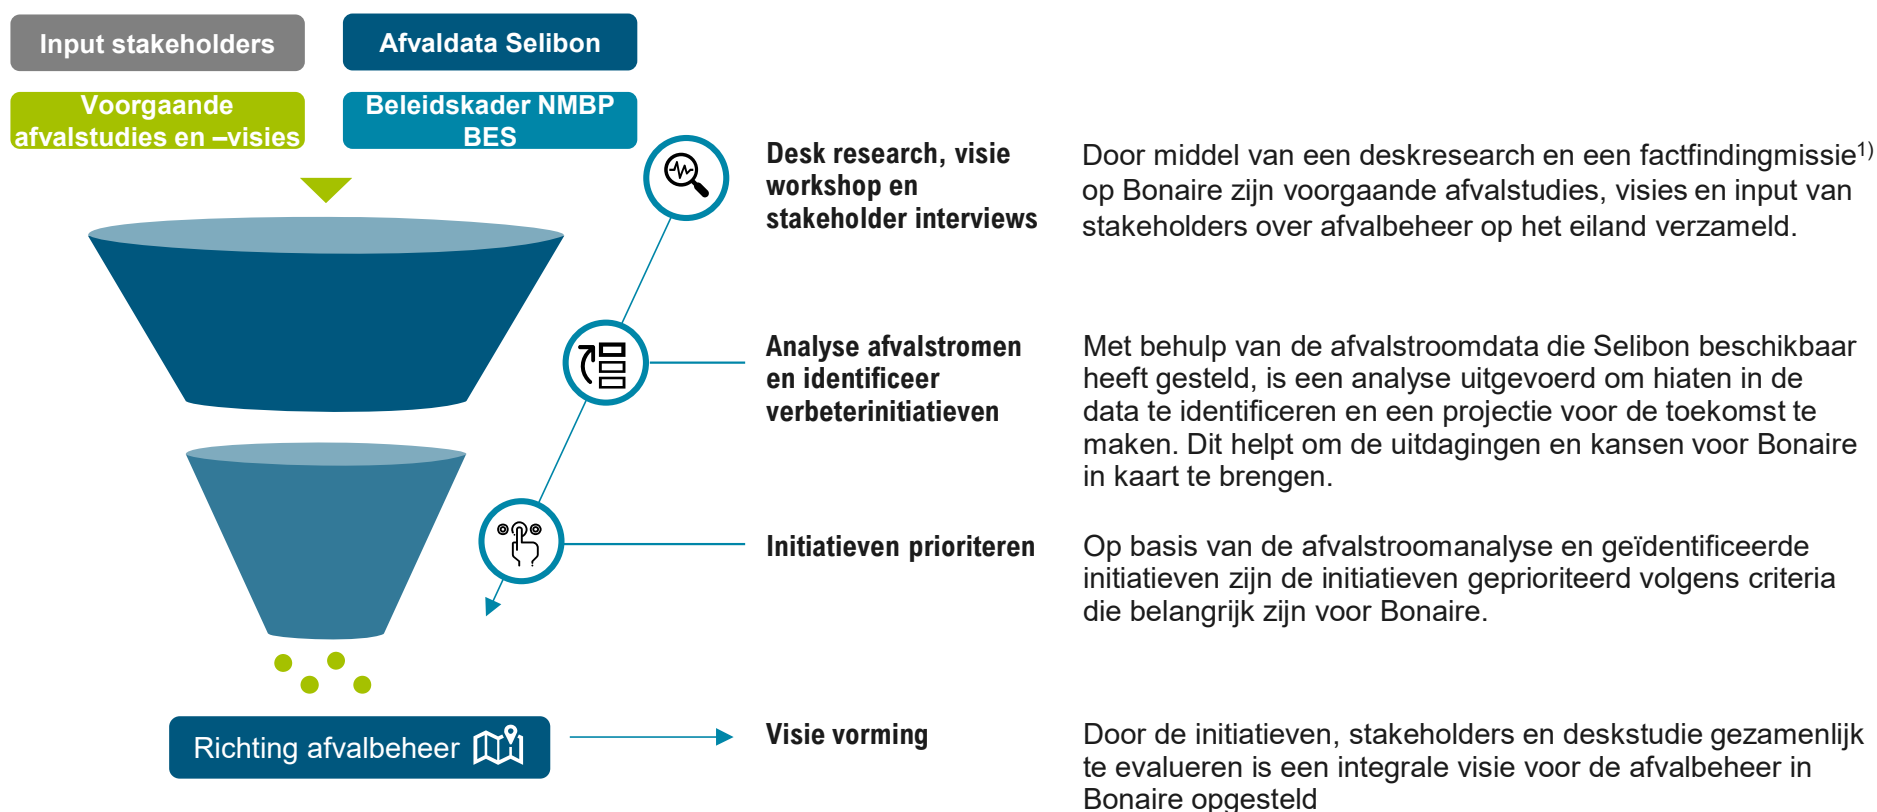 Input stakeholders
Afvaldata Selibon
Voorgaande
afvalstudies en –visies
Beleidskader NMBP
BES
Desk research, visie
workshop en
stakeholder interviews
Door middel van een deskresearch en een factfindingmissie1)
op Bonaire zijn voorgaande afvalstudies, visies en input van
stakeholders over afvalbeheer op het eiland verzameld.
Analyse afvalstromen
en identificeer
verbeterinitiatieven
Met behulp van de afvalstroomdata die Selibon beschikbaar
heeft gesteld, is een analyse uitgevoerd om hiaten in de
data te identificeren en een projectie voor de toekomst te
maken. Dit helpt om de uitdagingen en kansen voor Bonaire
in kaart te brengen.
Initiatieven prioriteren
Op basis van de afvalstroomanalyse en geïdentificeerde
initiatieven zijn de initiatieven geprioriteerd volgens criteria
die belangrijk zijn voor Bonaire.
Richting afvalbeheer
Visie vorming
Door de initiatieven, stakeholders en deskstudie gezamenlijk
te evalueren is een integrale visie voor de afvalbeheer in
Bonaire opgesteld